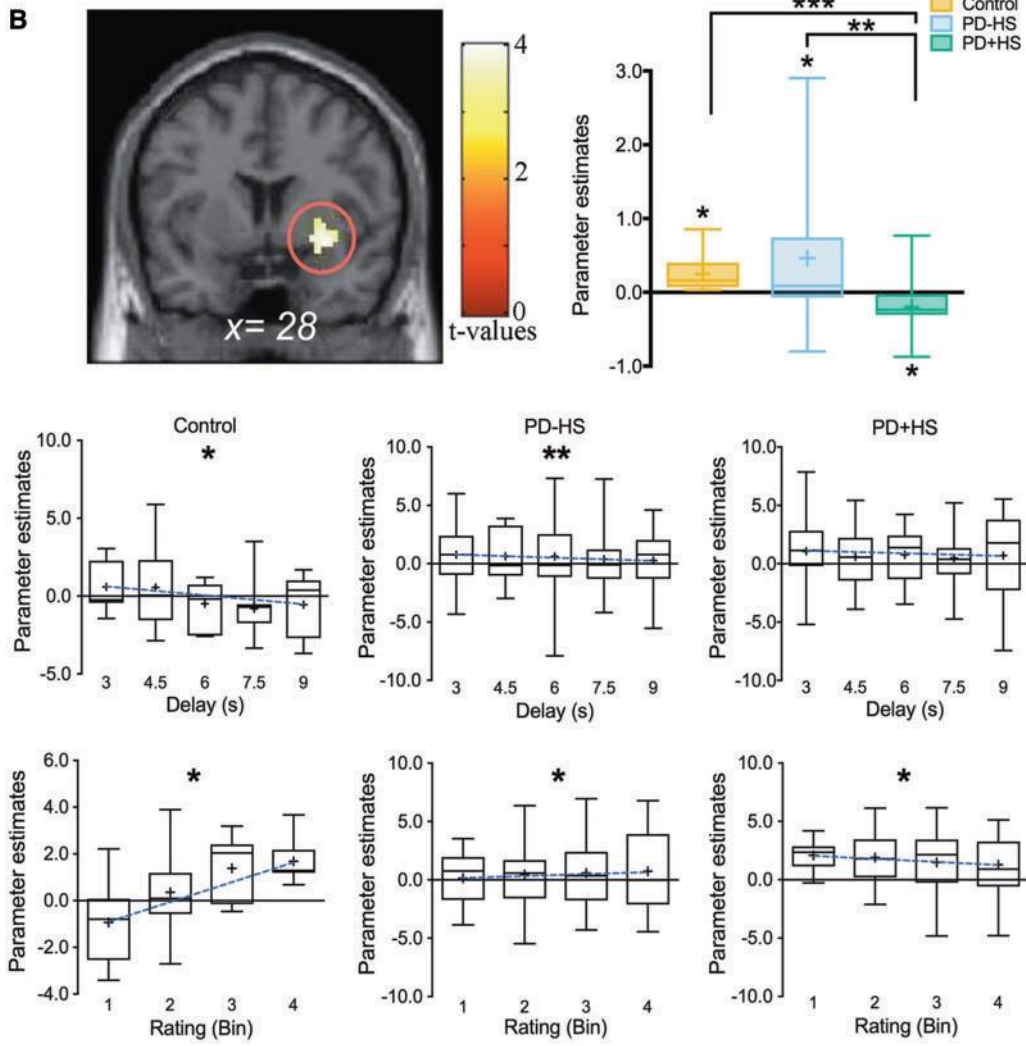 B
4
2
0
t-values
x= 28
Control
PD-HS
PD+HS
***
**
*
*
*
Parameter estimates
3.0
1.0
0.0
-1.0
Control
*
Parameter estimates
10.0
5.0
0.0
-5.0
3 4.5 6 7.5 9
Delay (s)
PD-HS
**
Parameter estimates
10.0
5.0
0.0
-5.0
-10.0
3 4.5 6 7.5 9
Delay (s)
PD+HS
Parameter estimates
10.0
5.0
0.0
-5.0
-10.0
3 4.5 6 7.5 9
Delay (s)
*
Parameter estimates
6.0
4.0
2.0
0.0
-2.0
-4.0
1 2 3 4
Rating (Bin)
*
Parameter estimates
10.0
5.0
0.0
-5.0
-10.0
1 2 3 4
Rating (Bin)
*
Parameter estimates
10.0
5.0
0.0
-5.0
-10.0
1 2 3 4
Rating (Bin)